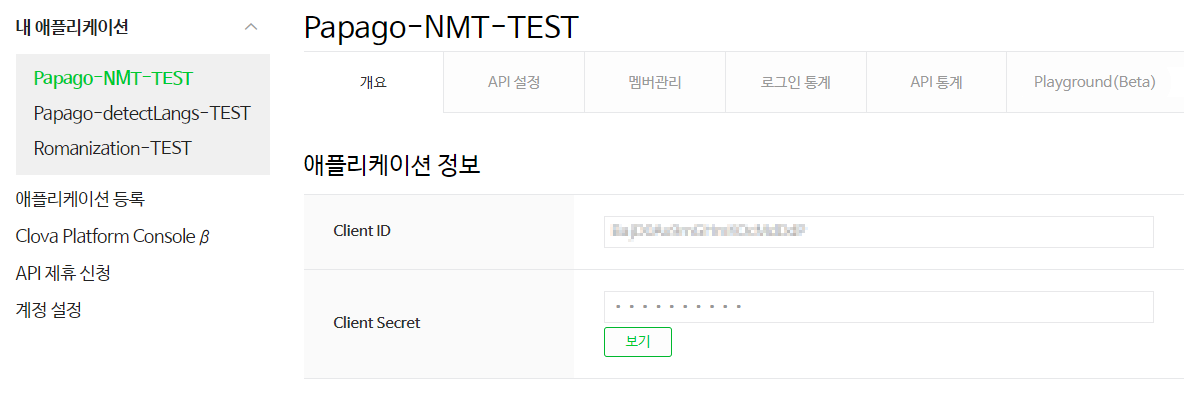 내 애플리케이션
Papago-NMT-TEST
Papago-detectLangs-TEST
Romanization-TEST
애플리케이션 등록
Clova Platform Console β
API 제휴 신청
계정 설정
Papago-NMT-TEST
개요 API 설정 멤버관리 로그인 통계 API 통계 Playground(Beta)
애플리케이션 정보
Client ID
Client Secret
보기